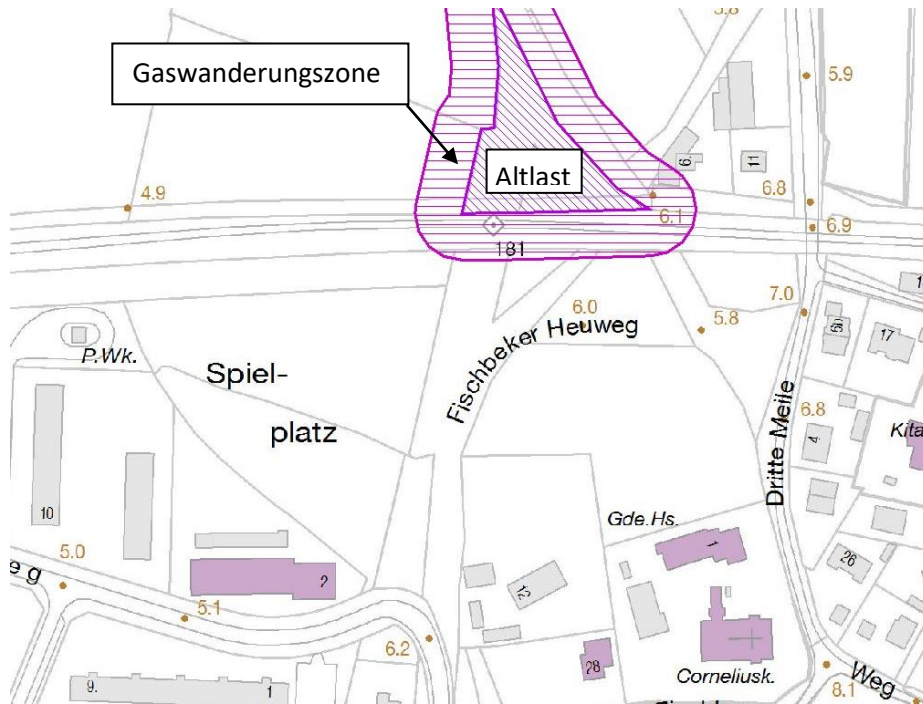 5.8
Gaswanderungszone
5.9
6.
11
Altlast
4.9
6.1
6.8
6.9
181
7.0
6.0
5.8
Fischbeker Heuweg
P.Wk.
Spiel-
platz
17
Dritte Meile
6.8
4
Kita
10
Gde.Hs.
1
5.0
e g
2
12
26
5.1
6.2
28
Corneliusk.
Weg
8.1
9.
1